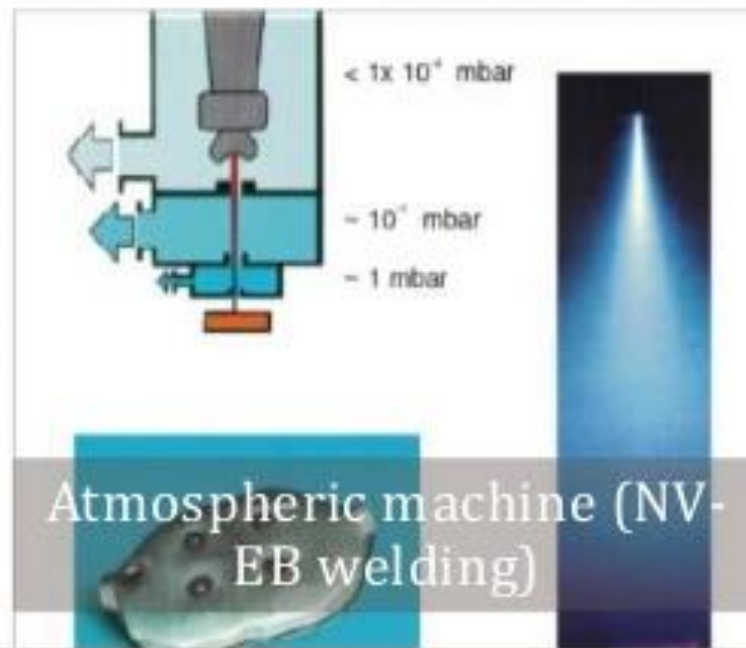 < 1x 10⁻⁴ mbar
~ 10⁻¹ mbar
~ 1 mbar
Atmospheric machine (NV-
EB welding)